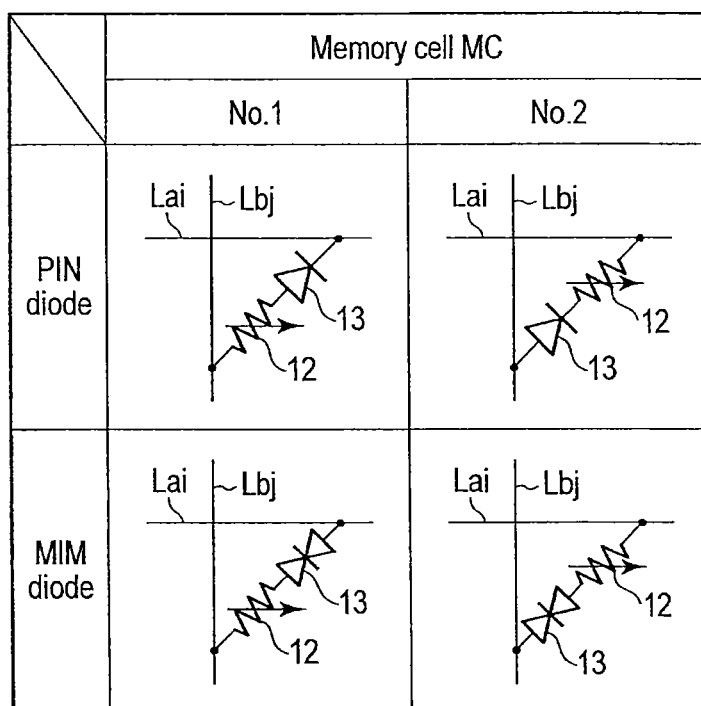 Memory cell MC
No.1 No.2
PIN diode
Lai Lbj 13 12
Lai Lbj 12 13
MIM diode
Lai Lbj 13 12
Lai Lbj 12 13